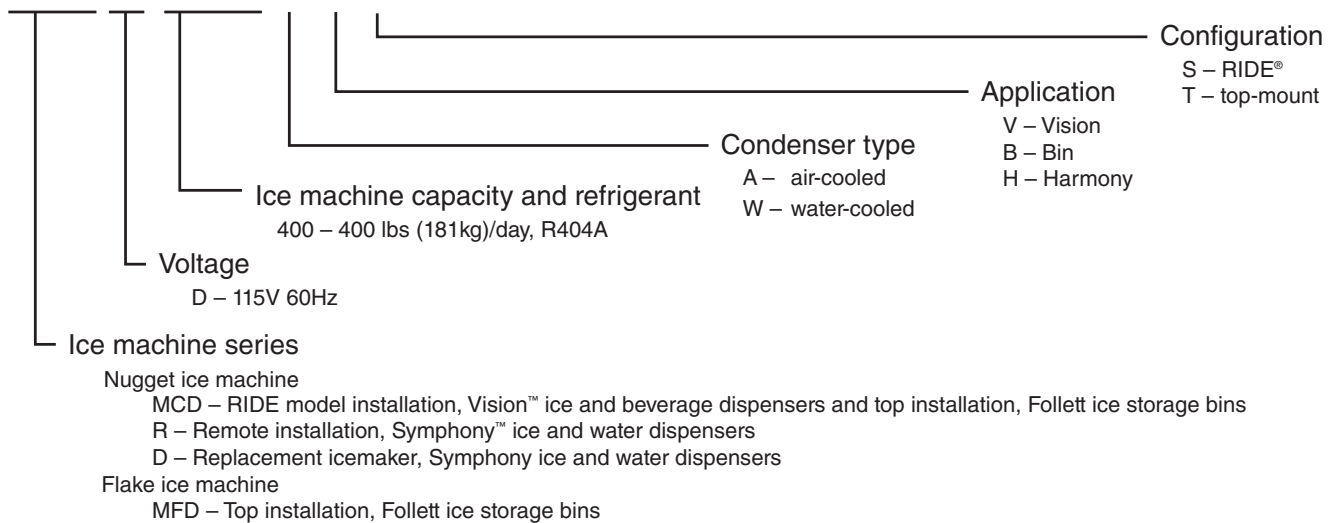 Configuration
S – RIDE®
T – top-mount
Application
V – Vision
B – Bin
H – Harmony
Condenser type
A – air-cooled
W – water-cooled
Ice machine capacity and refrigerant
400 – 400 lbs (181kg)/day, R404A
Voltage
D – 115V 60Hz
Ice machine series
Nugget ice machine
MCD – RIDE model installation, Vision™ ice and beverage dispensers and top installation, Follett ice storage bins
R – Remote installation, Symphony™ ice and water dispensers
D – Replacement icemaker, Symphony ice and water dispensers
Flake ice machine
MFD – Top installation, Follett ice storage bins